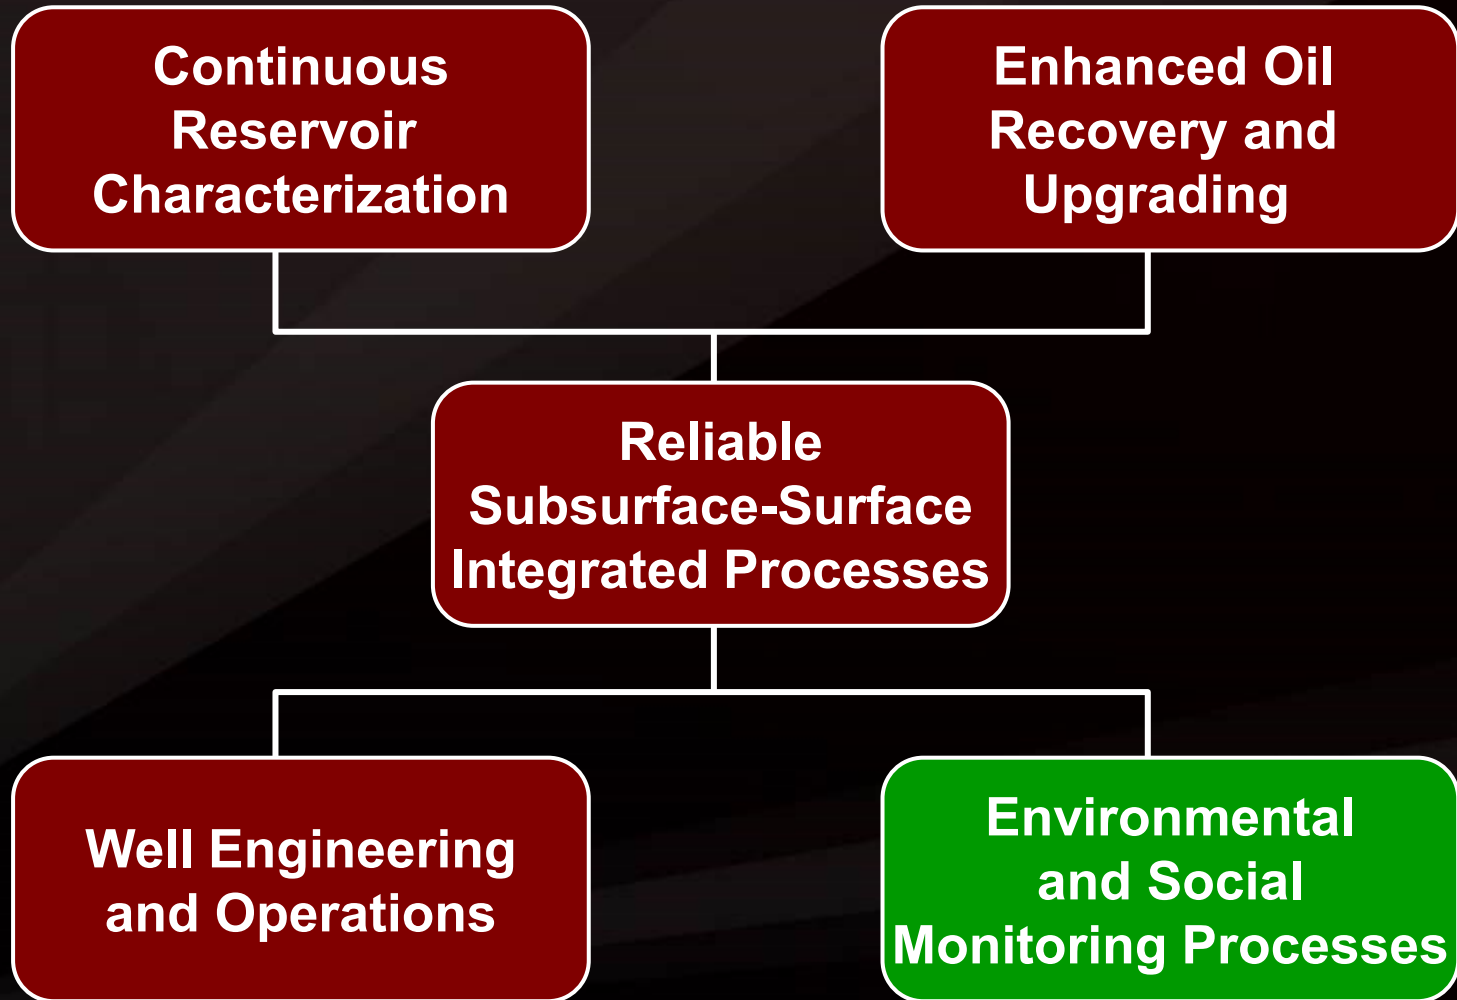 Continuous
Reservoir
Characterization
Enhanced Oil
Recovery and
Upgrading
Reliable
Subsurface-Surface
Integrated Processes
Well Engineering
and Operations
Environmental
and Social
Monitoring Processes